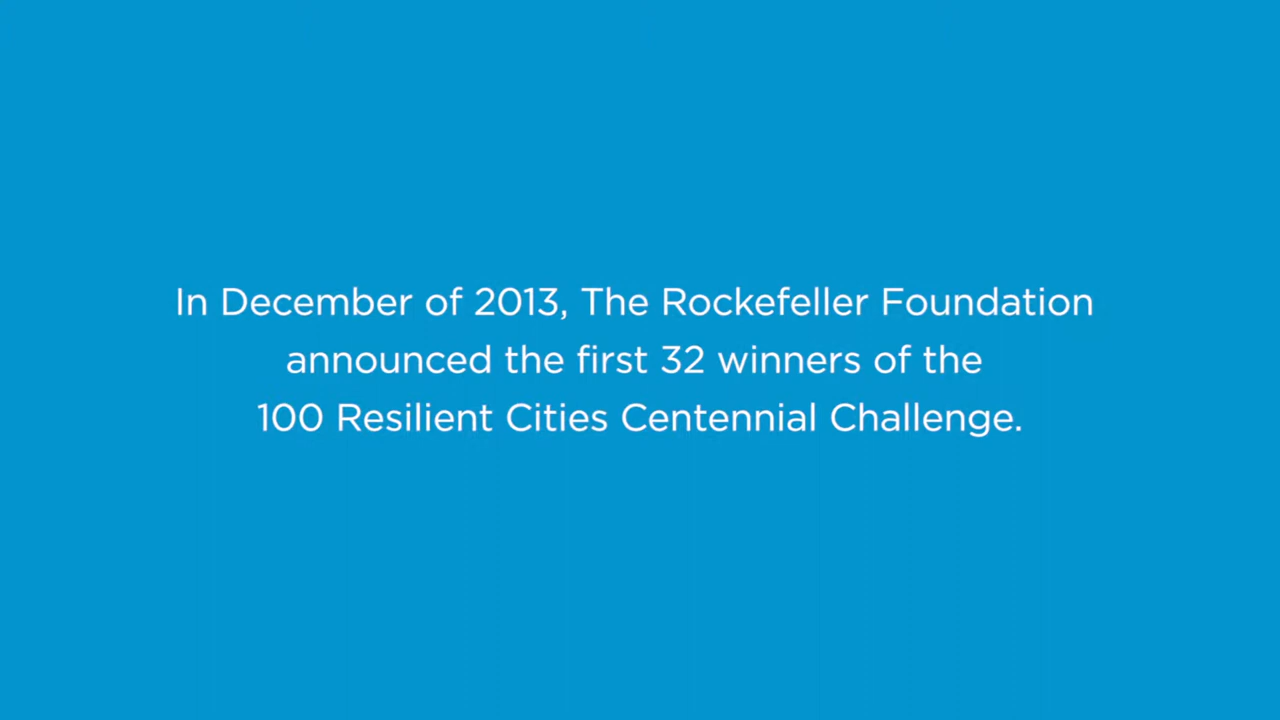 In December of 2013, The Rockefeller Foundation
announced the first 32 winners of the
100 Resilient Cities Centennial Challenge.